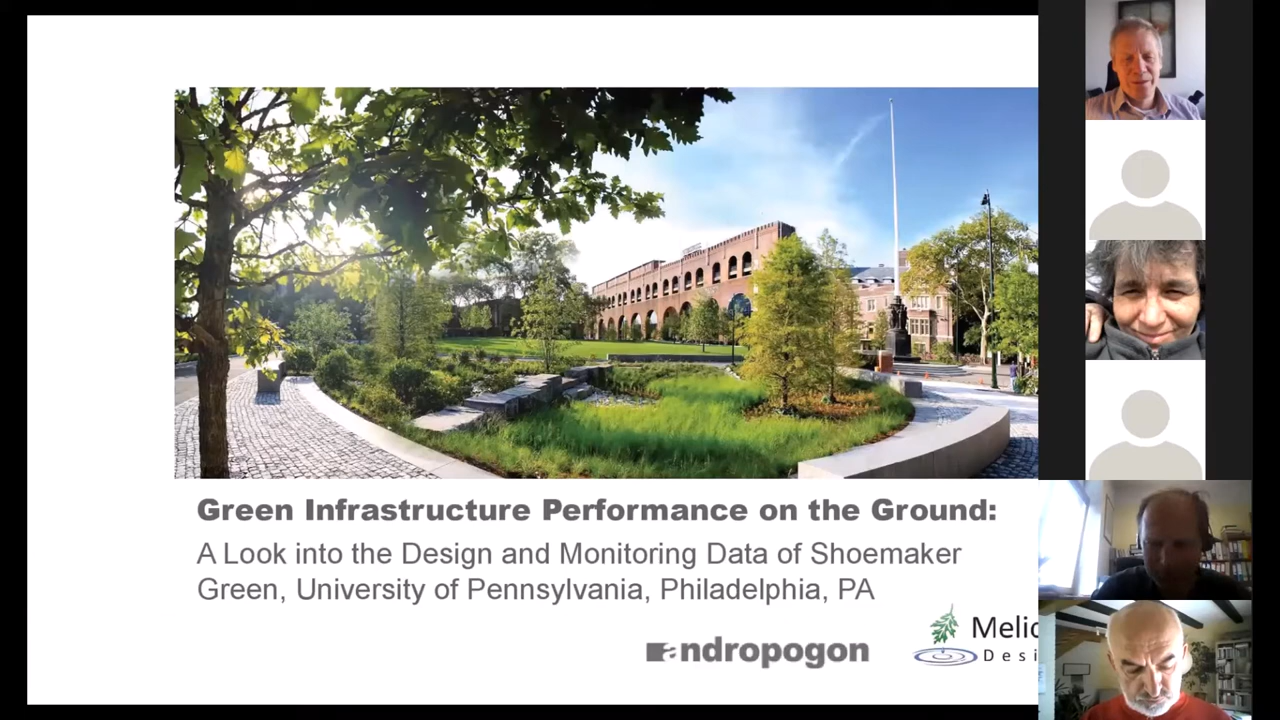 Green Infrastructure Performance on the Ground:
A Look into the Design and Monitoring Data of Shoemaker
Green, University of Pennsylvania, Philadelphia, PA
andropogon